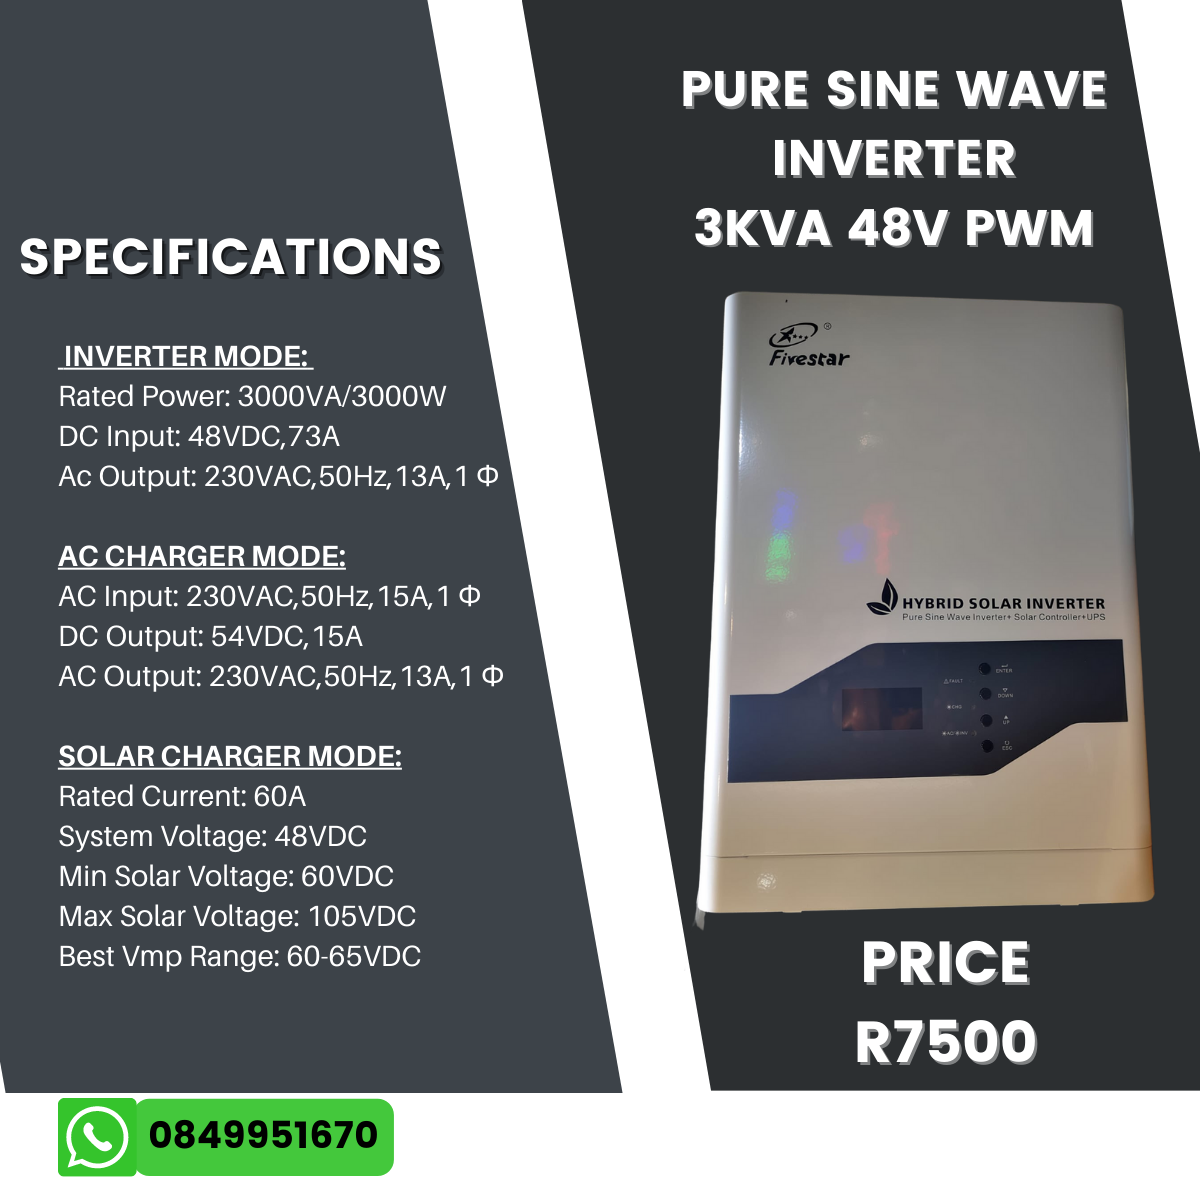 SPECIFICATIONS
INVERTER MODE:
Rated Power: 3000VA/3000W
DC Input: 48VDC,73A
Ac Output: 230VAC,50Hz,13A,1 Φ
AC CHARGER MODE:
AC Input: 230VAC,50Hz,15A,1 Φ
DC Output: 54VDC,15A
AC Output: 230VAC,50Hz,13A,1 Φ
SOLAR CHARGER MODE:
Rated Current: 60A
System Voltage: 48VDC
Min Solar Voltage: 60VDC
Max Solar Voltage: 105VDC
Best Vmp Range: 60-65VDC
0849951670
PURE SINE WAVE
INVERTER
3KVA 48V PWM
®
Fivestar
HYBRID SOLAR INVERTER
Pure Sine Wave Inverter+ Solar Controller+UPS
ENTER
FAULT
DOWN
CHG
UP
AC/ INV
ESC
PRICE
R7500